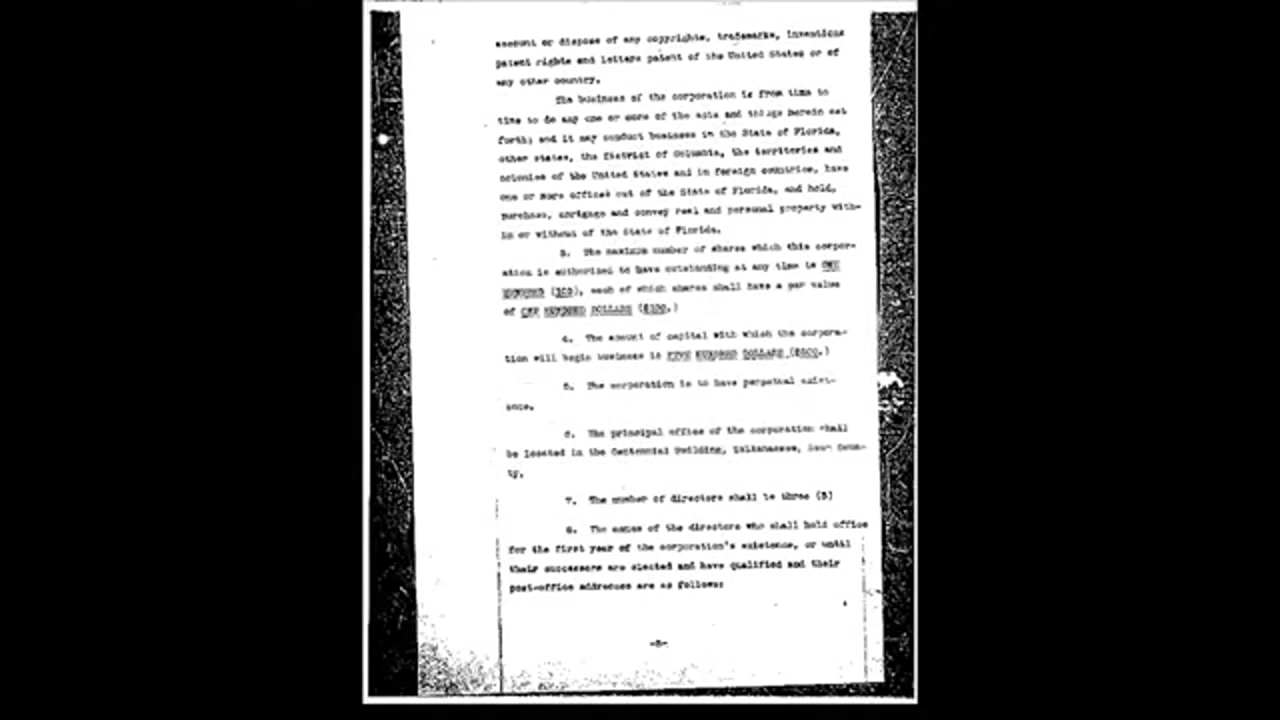 account or dispose of any copyrights, trademarks, inventions
patent rights and letters patent of the United States or of
any other country.
The business of the corporation is from time to
time to do any one or more of the acts and things herein set
forth; and it may conduct business in the State of Florida,
other states, the District of Columbia, the territories and
colonies of the United States and in foreign countries, have
one or more offices out of the State of Florida, and hold,
purchase, mortgage and convey real and personal property with-
in or without of the State of Florida.
3. The maximum number of shares which this corpor-
ation is authorized to have outstanding at any time is ONE
HUNDRED (100), each of which shares shall have a par value
of ONE HUNDRED DOLLARS ($100.)
4. The amount of capital with which the corpora-
tion will begin business is FIVE HUNDRED DOLLARS ($500.)
5. The corporation is to have perpetual exist-
ence.
6. The principal office of the corporation shall
be located in the Centennial Building, Tallahassee, Leon Coun-
ty.
7. The number of directors shall be three (3)
8. The names of the directors who shall hold office
for the first year of the corporation's existence, or until
their successors are elected and have qualified and their
post-office addresses are as follows: